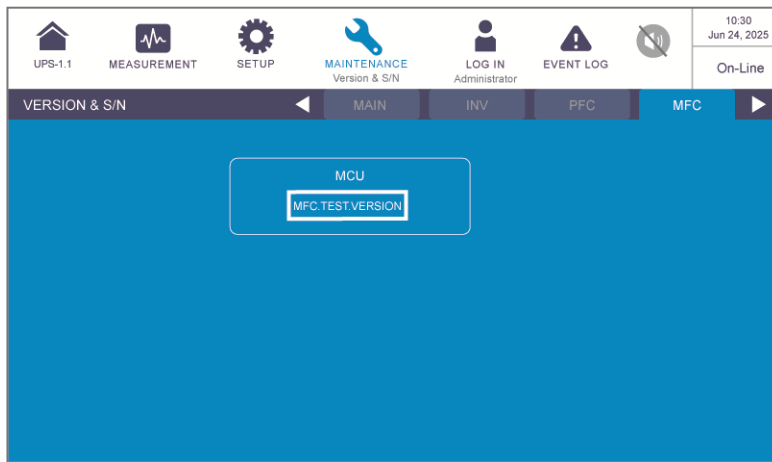 10:30
Jun 24, 2025
UPS-1.1 MEASUREMENT SETUP MAINTENANCE LOG IN EVENT LOG
Version & S/N Administrator
On-Line
VERSION & S/N MAIN INV PFC MFC
MCU
MFC.TEST.VERSION